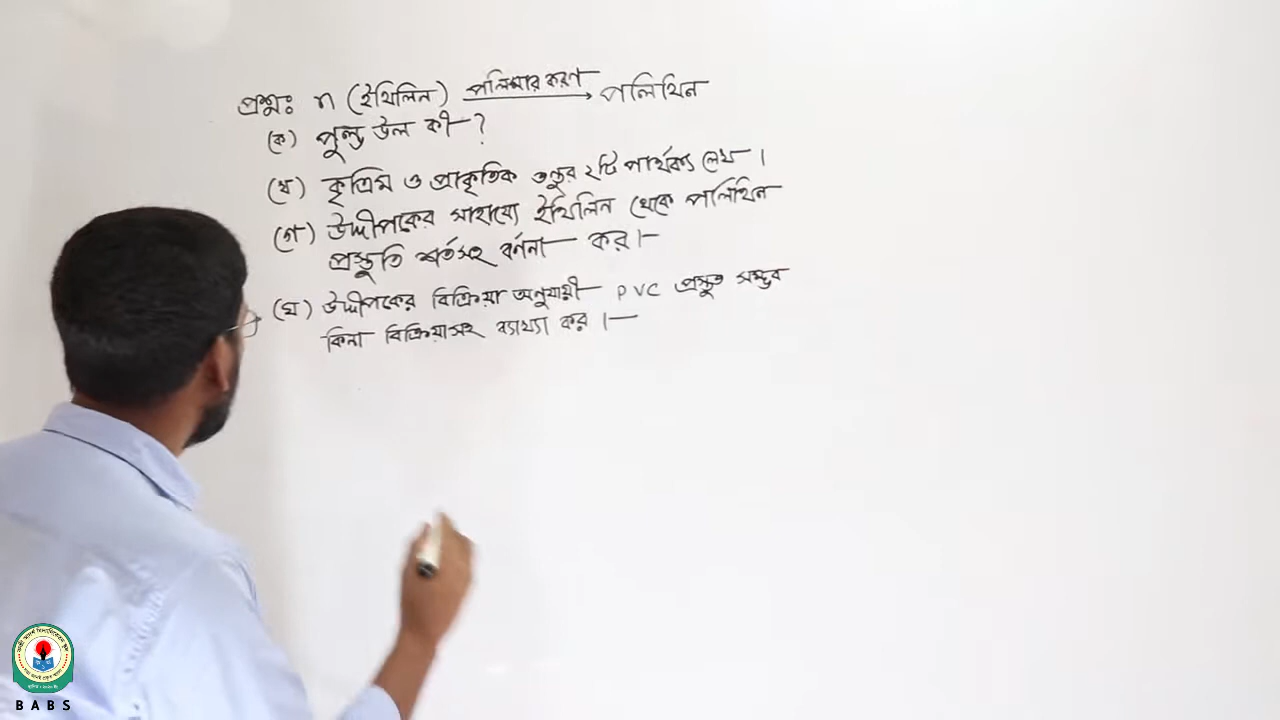 প্রশ্নঃ n (ইথিলিন) পলিমার করণ → পলিথিন
(ক) পুল্ড উল কী?
(খ) কৃত্রিম ও প্রাকৃতিক তন্তুর ২টি পার্থক্য লেখ।
(গ) উদ্দীপকের সাহায্যে ইথিলিন থেকে পলিথিন
প্রস্তুতি শর্তসহ বর্ননা কর।
(ঘ) উদ্দীপকের বিক্রিয়া অনুযায়ী PVC প্রস্তুত সম্ভব
কিনা বিক্রিয়াসহ ব্যাখ্যা কর।
BABS